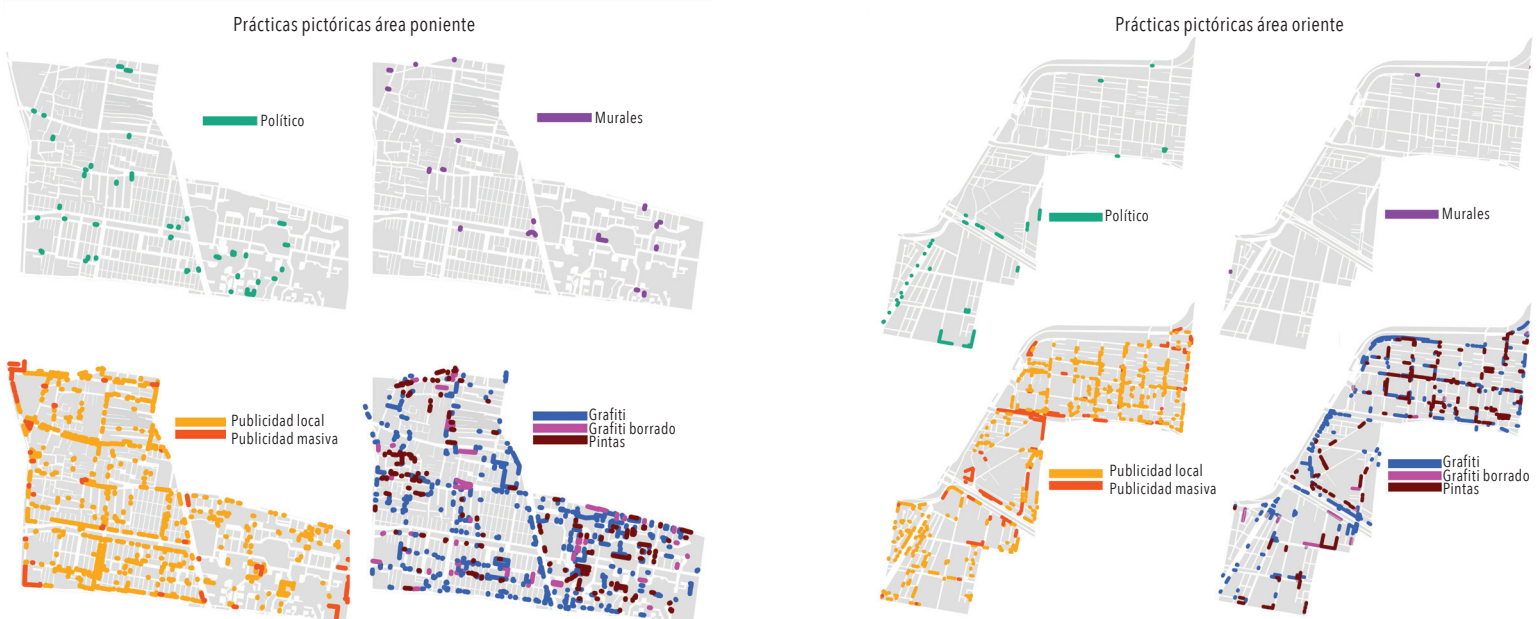 Prácticas pictóricas área poniente
Político
Murales
Publicidad local
Publicidad masiva
Grafiti
Grafiti borrado
Pintas
Prácticas pictóricas área oriente
Político
Murales
Publicidad local
Publicidad masiva
Grafiti
Grafiti borrado
Pintas